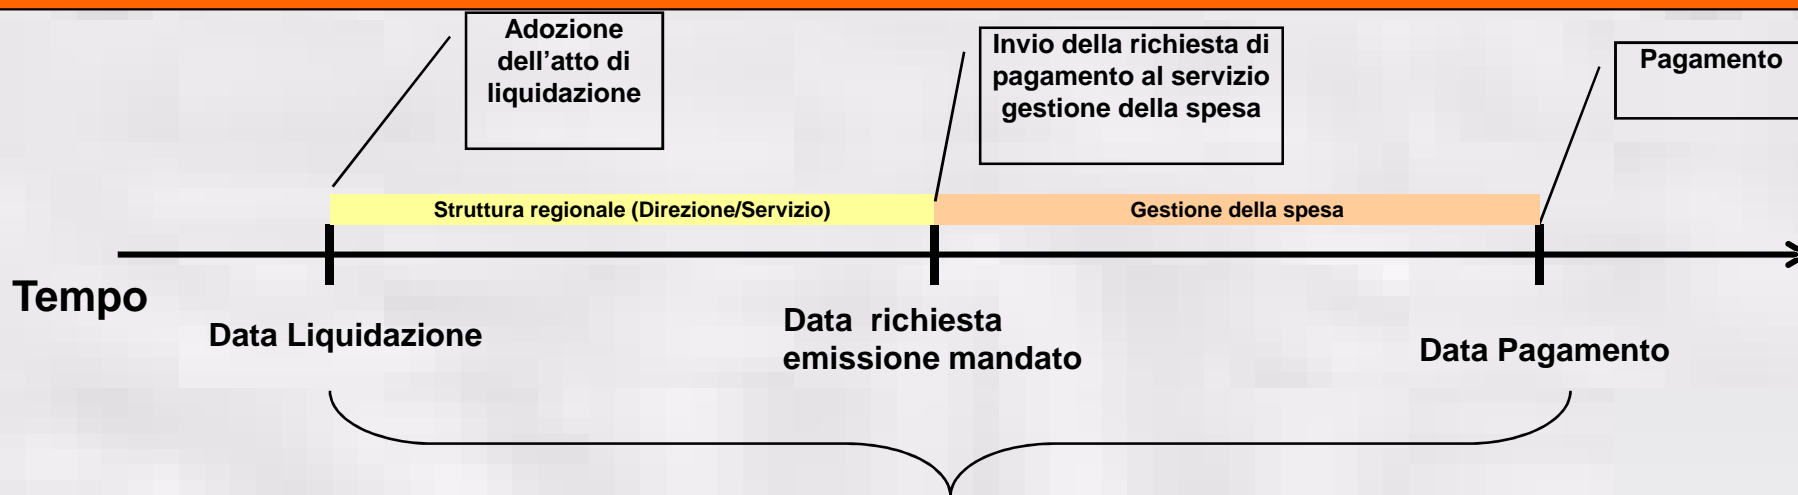 Adozione
dell’atto di
liquidazione
Invio della richiesta di
pagamento al servizio
gestione della spesa
Pagamento
Struttura regionale (Direzione/Servizio)
Gestione della spesa
Tempo
Data Liquidazione
Data richiesta
emissione mandato
Data Pagamento